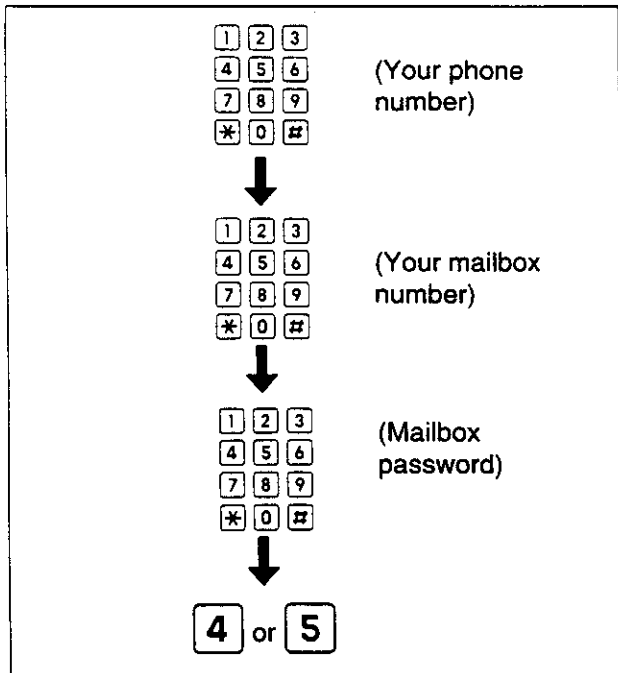 1 2 3
4 5 6
7 8 9
* 0 #
(Your phone
number)
1 2 3
4 5 6
7 8 9
* 0 #
(Your mailbox
number)
1 2 3
4 5 6
7 8 9
* 0 #
(Mailbox
password)
4 or 5